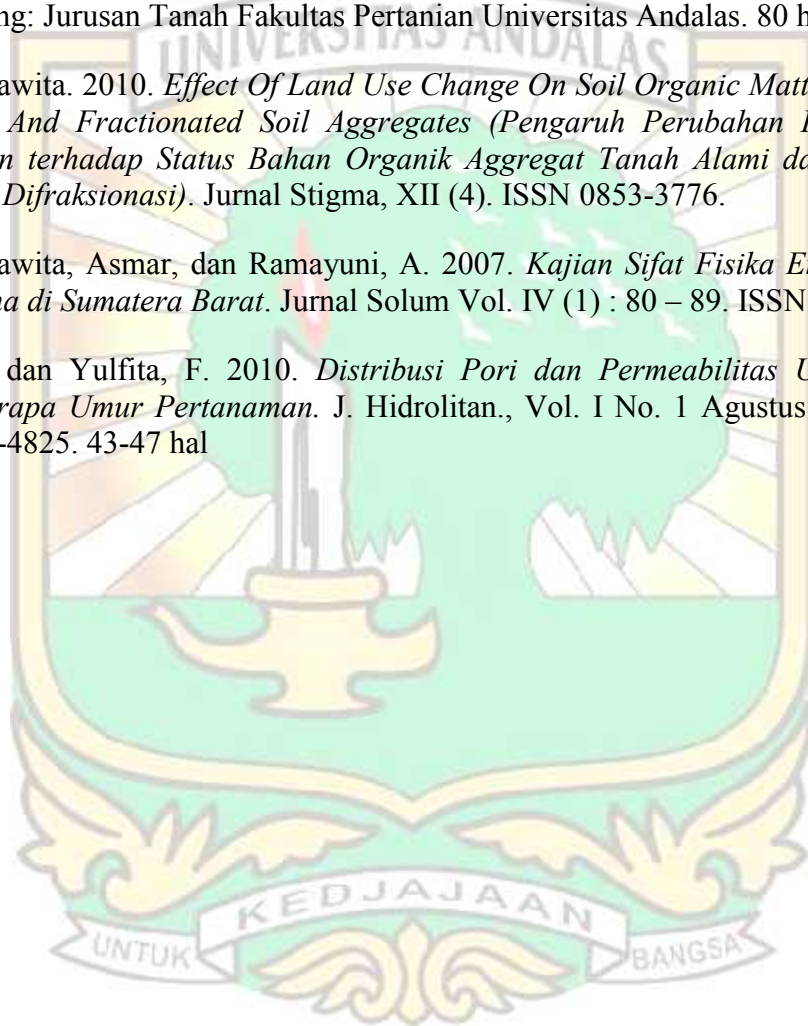 ng: Jurusan Tanah Fakultas Pertanian Universitas Andalas. 80 h
UNIVERSITAS ANDALAS
awita. 2010. Effect Of Land Use Change On Soil Organic Matt
And Fractionated Soil Aggregates (Pengaruh Perubahan
n terhadap Status Bahan Organik Aggregat Tanah Alami da
Difraksionasi). Jurnal Stigma, XII (4). ISSN 0853-3776.
awita, Asmar, dan Ramayuni, A. 2007. Kajian Sifat Fisika E
na di Sumatera Barat. Jurnal Solum Vol. IV (1) : 80 – 89. ISSN
dan Yulfita, F. 2010. Distribusi Pori dan Permeabilitas U
rapa Umur Pertanaman. J. Hidrolitan., Vol. I No. 1 Agustus
-4825. 43-47 hal
KEDJAJAAN
UNTUK BANGSA